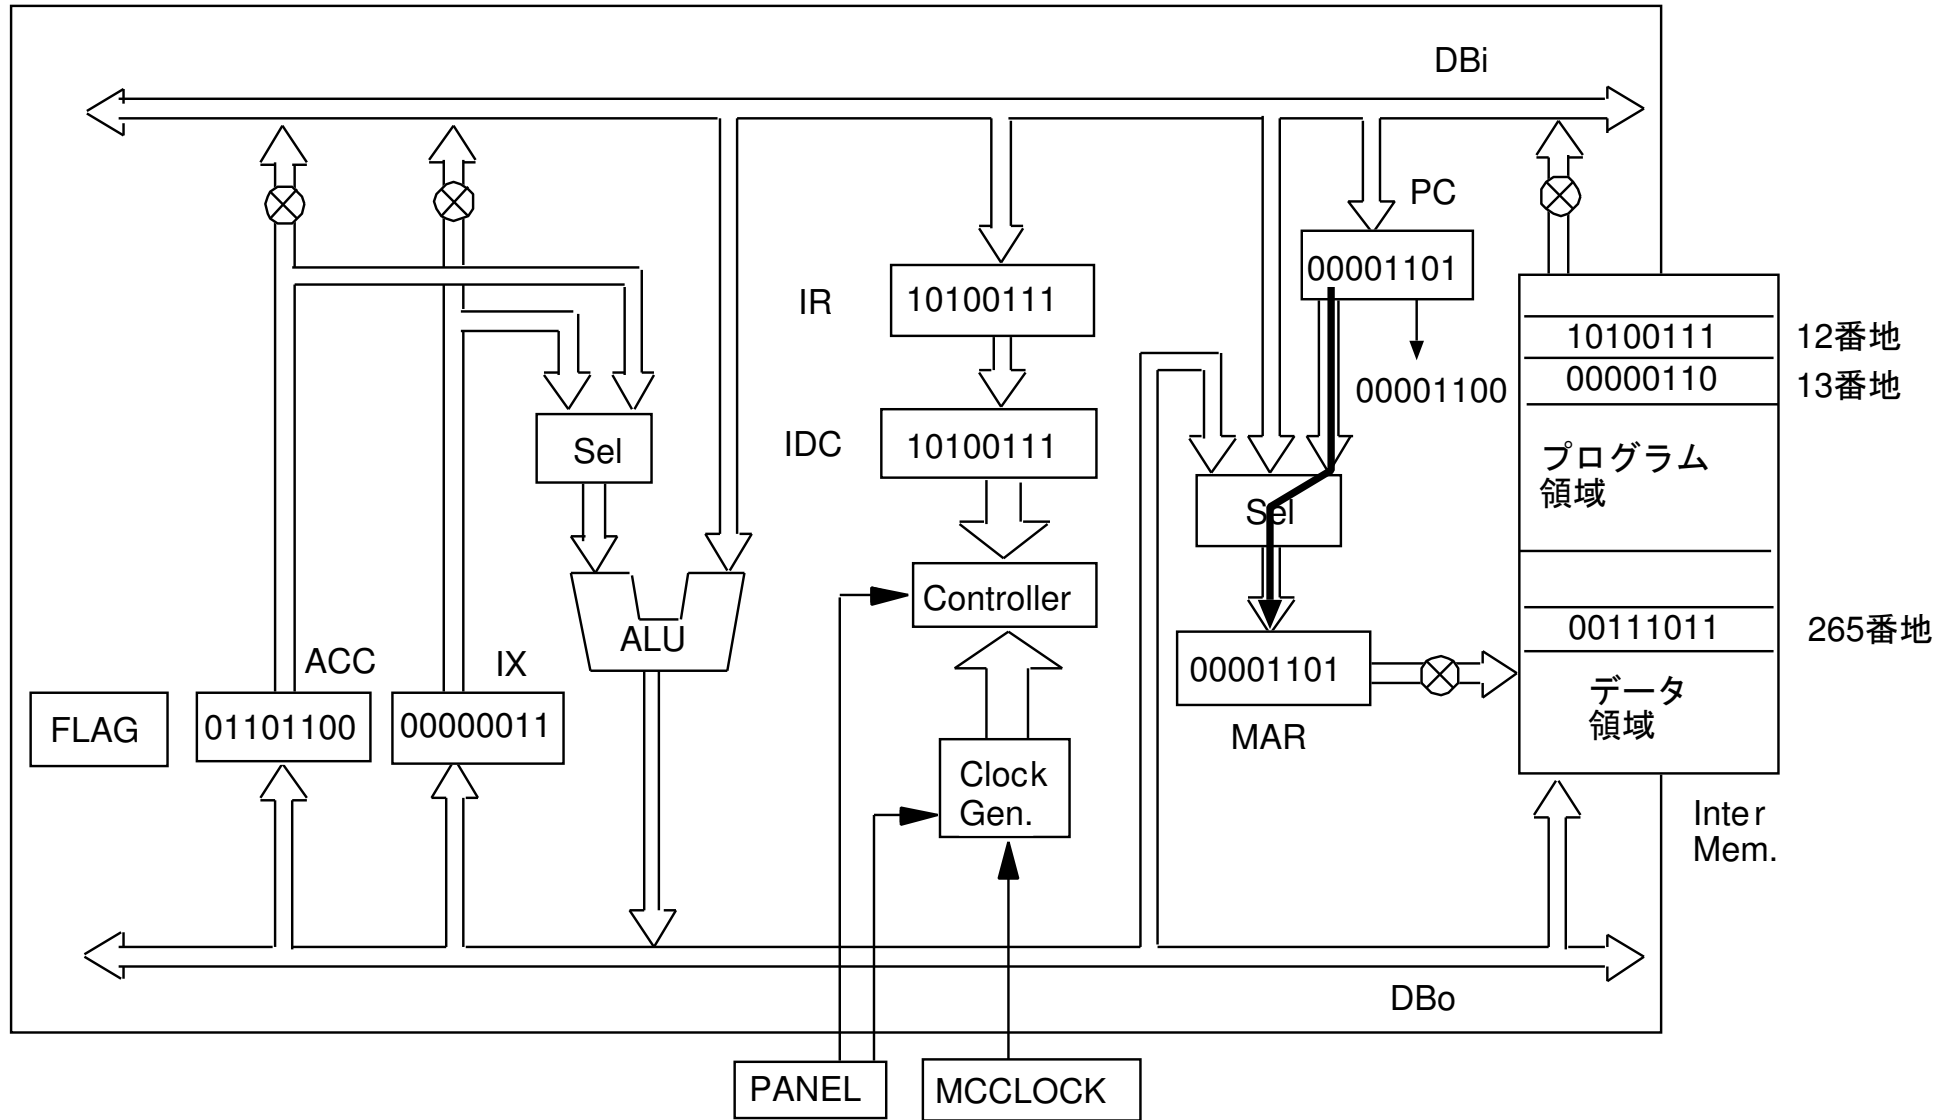 DBi
PC
00001101
IR
10100111
10100111
12番地
00000110
13番地
00001100
Sel
IDC
10100111
プログラム
領域
Sel
Controller
ALU
00111011
265番地
ACC
IX
00001101
データ
領域
FLAG
01101100
00000011
MAR
Clock
Gen.
Inter
Mem.
DBo
PANEL
MCCLOCK